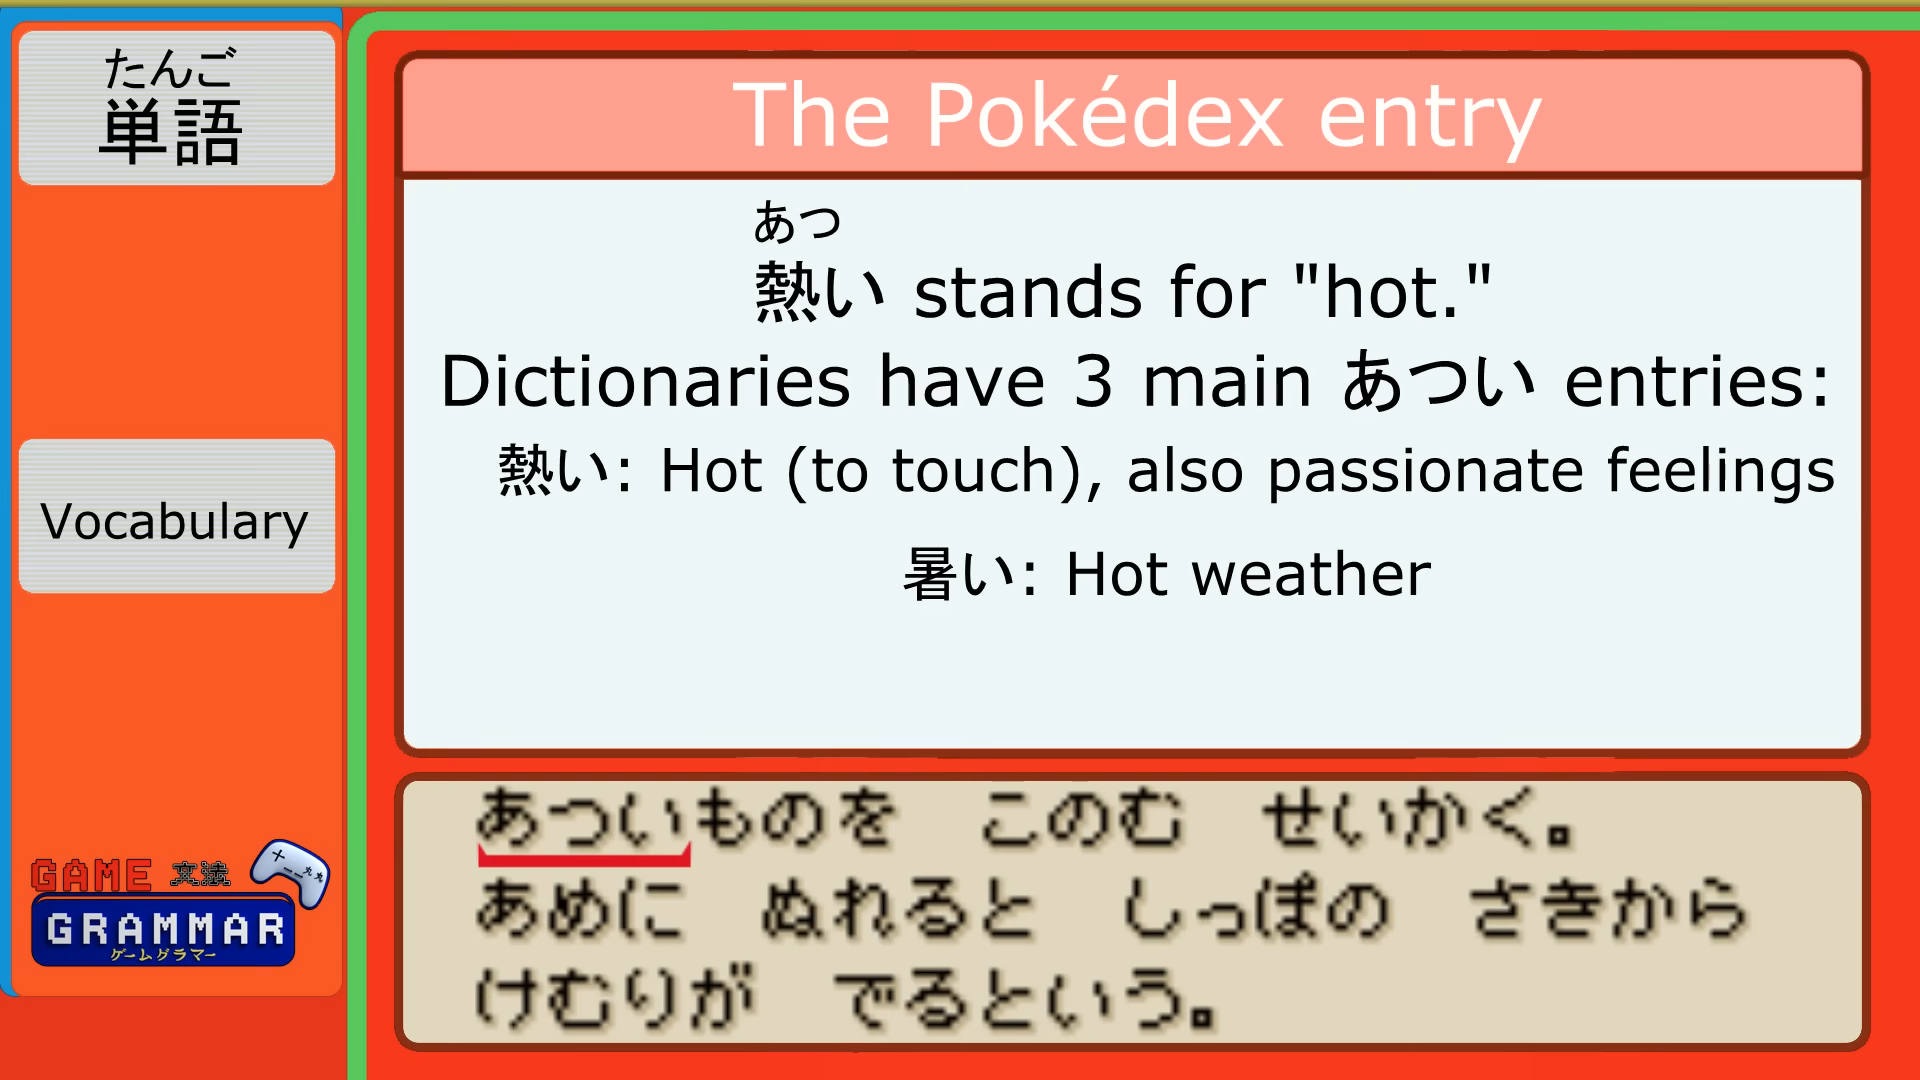 たんご
単語
Vocabulary
GAME 文法
GRAMMAR
ゲームグラマー
The Pokédex entry
あつ
熱い stands for "hot."
Dictionaries have 3 main あつい entries:
熱い: Hot (to touch), also passionate feelings
暑い: Hot weather
あついものを このむ せいかく。
あめに ぬれると しっぽの さきから
けむりが でるという。